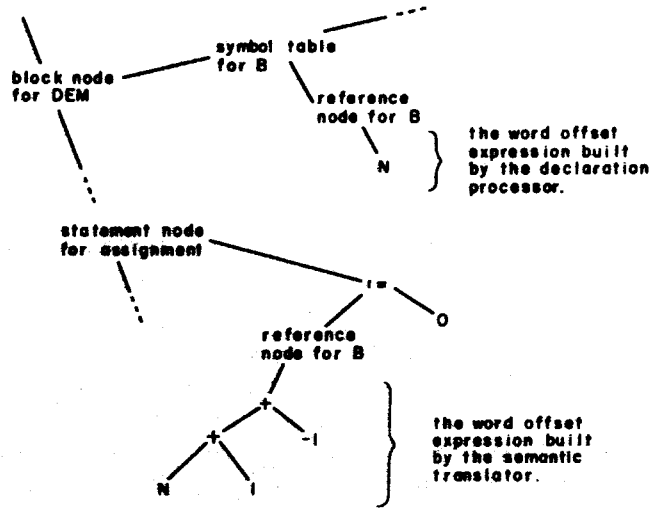 symbol table
for B
block node
for DEM
reference
node for B
N
the word offset
expression built
by the declaration
processor.
statement node
for assignment
:=
0
reference
node for B
+
+
-1
N
I
the word offset
expression built
by the semantic
translator.